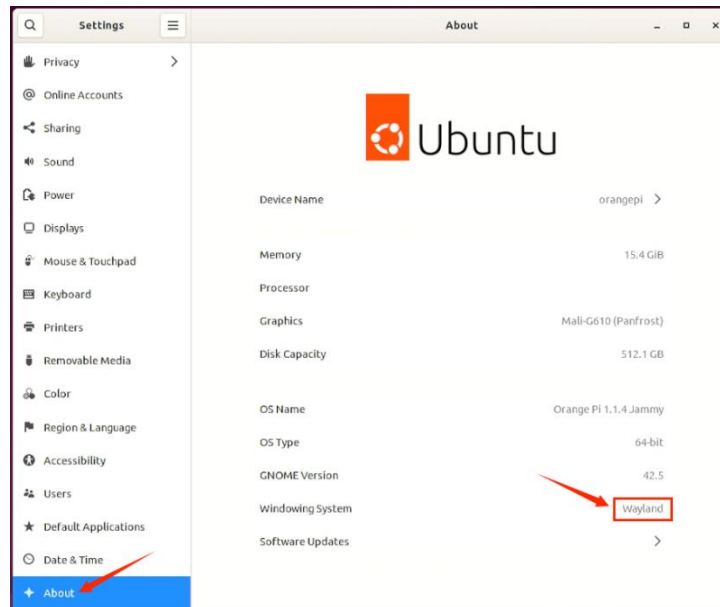 Settings
About
Privacy
Online Accounts
Sharing
Sound
Power
Displays
Mouse & Touchpad
Keyboard
Printers
Removable Media
Color
Region & Language
Accessibility
Users
Default Applications
Date & Time
About
Ubuntu
Device Name orangepi
Memory 15.4 GiB
Processor
Graphics Mali-G610 (Panfrost)
Disk Capacity 512.1 GB
OS Name Orange Pi 1.1.4 Jammy
OS Type 64-bit
GNOME Version 42.5
Windowing System Wayland
Software Updates